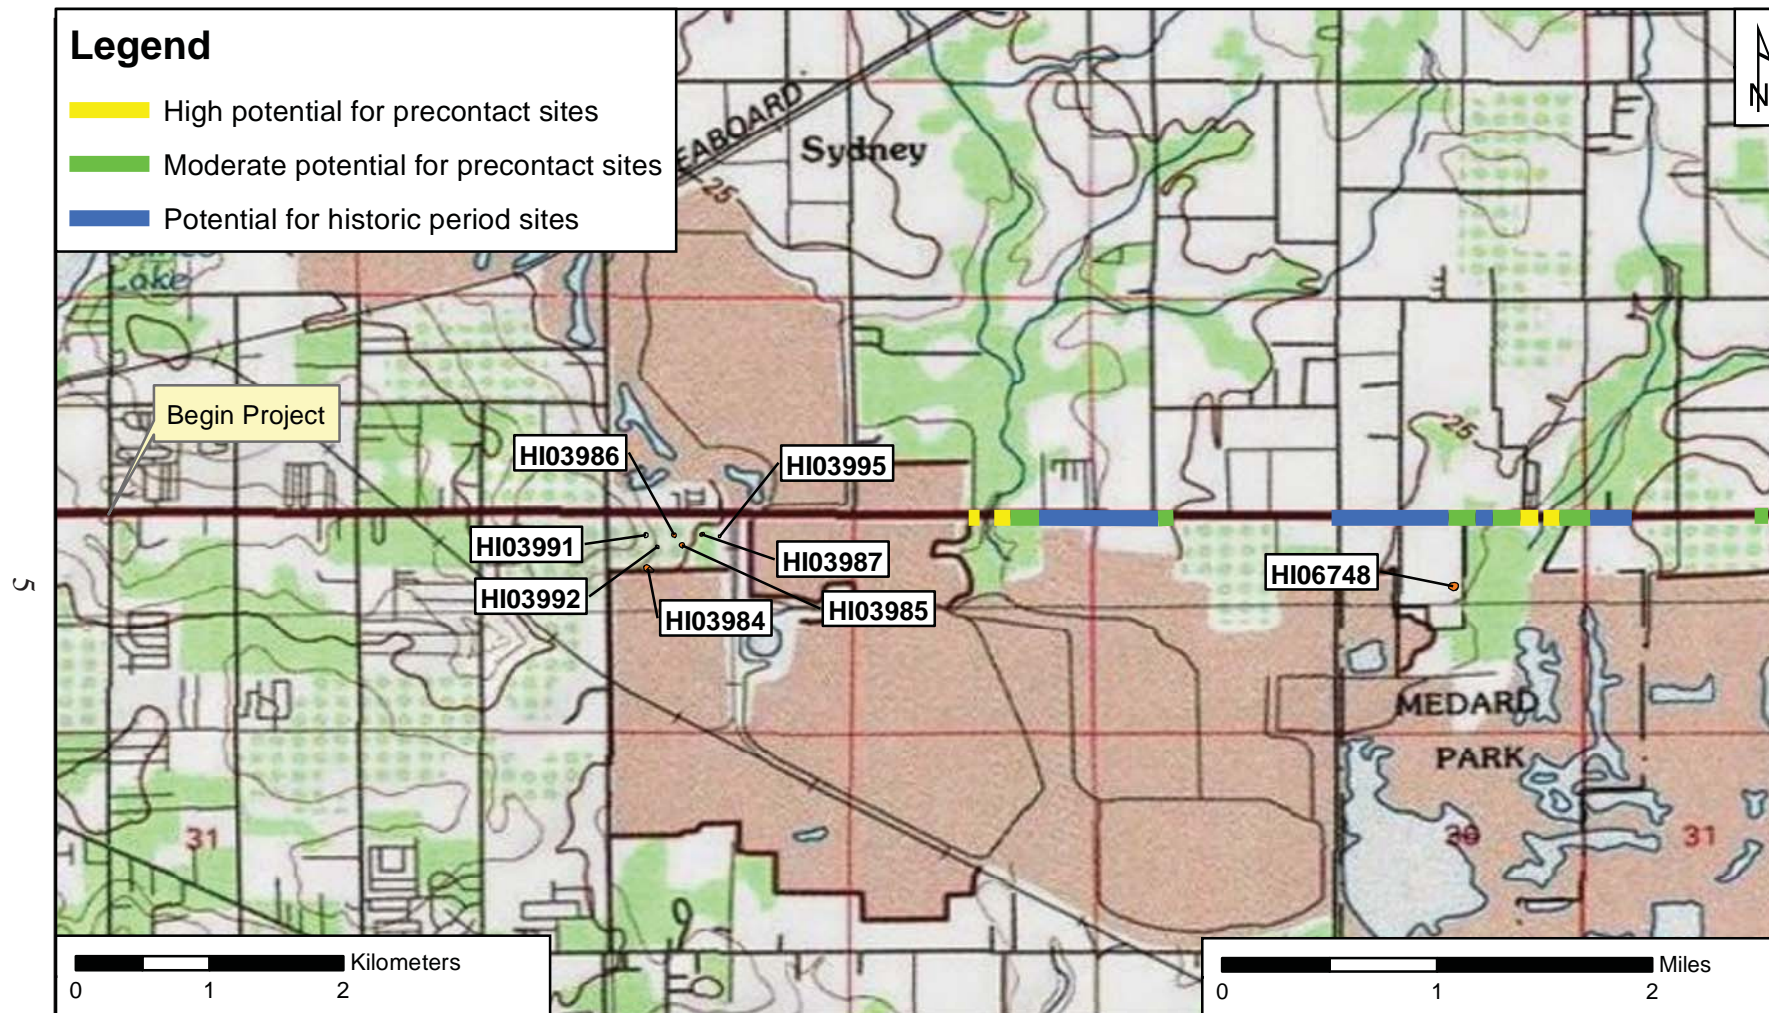 Legend
High potential for precontact sites
Moderate potential for precontact sites
Potential for historic period sites
N
EABOARD
Sydney
25
Lake
Begin Project
HI03986
HI03995
HI03991
HI03987
HI03992
HI03984
HI03985
HI06748
25
5
MEDARD
PARK
31
30
31
Kilometers
0 1 2
Miles
0 1 2